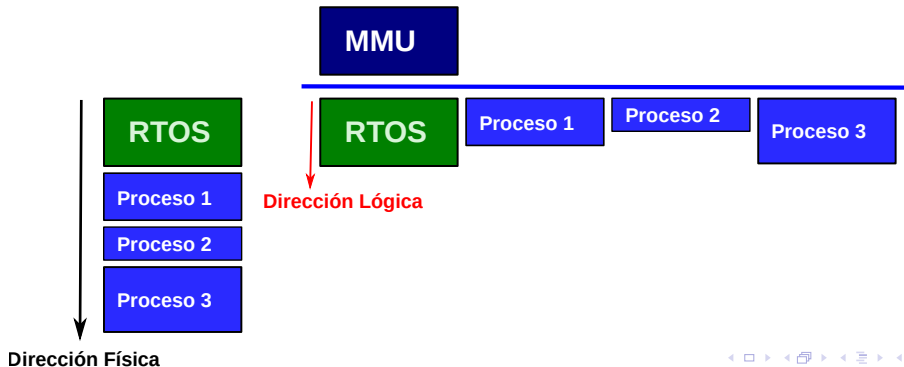 MMU
RTOS
Proceso 1
Proceso 2
Proceso 3
Dirección Física
RTOS
Proceso 1
Proceso 2
Proceso 3
Dirección Lógica